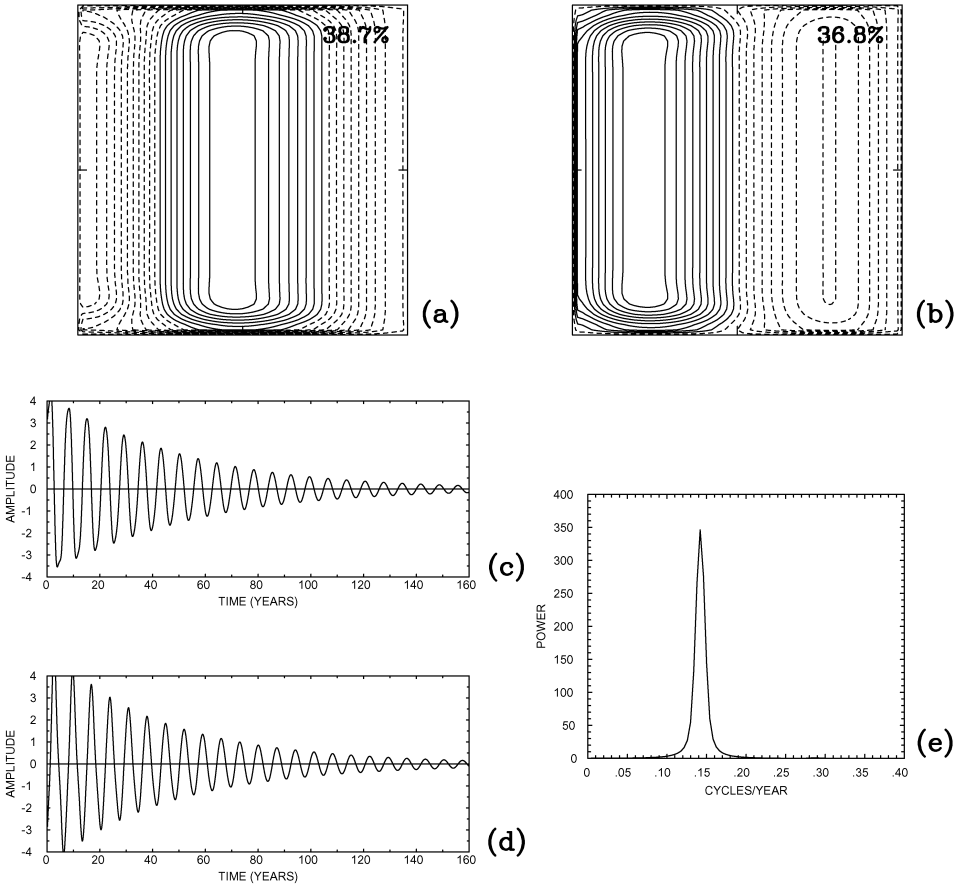 38.7%
36.8%
(a)
(b)
4
3
2
1
0
-1
-2
-3
-4
AMPLITUDE
0 20 40 60 80 100 120 140 160
TIME (YEARS)
(c)
4
3
2
1
0
-1
-2
-3
-4
AMPLITUDE
0 20 40 60 80 100 120 140 160
TIME (YEARS)
(d)
400
350
300
250
200
150
100
50
0
POWER
0 .05 .10 .15 .20 .25 .30 .35 .40
CYCLES/YEAR
(e)